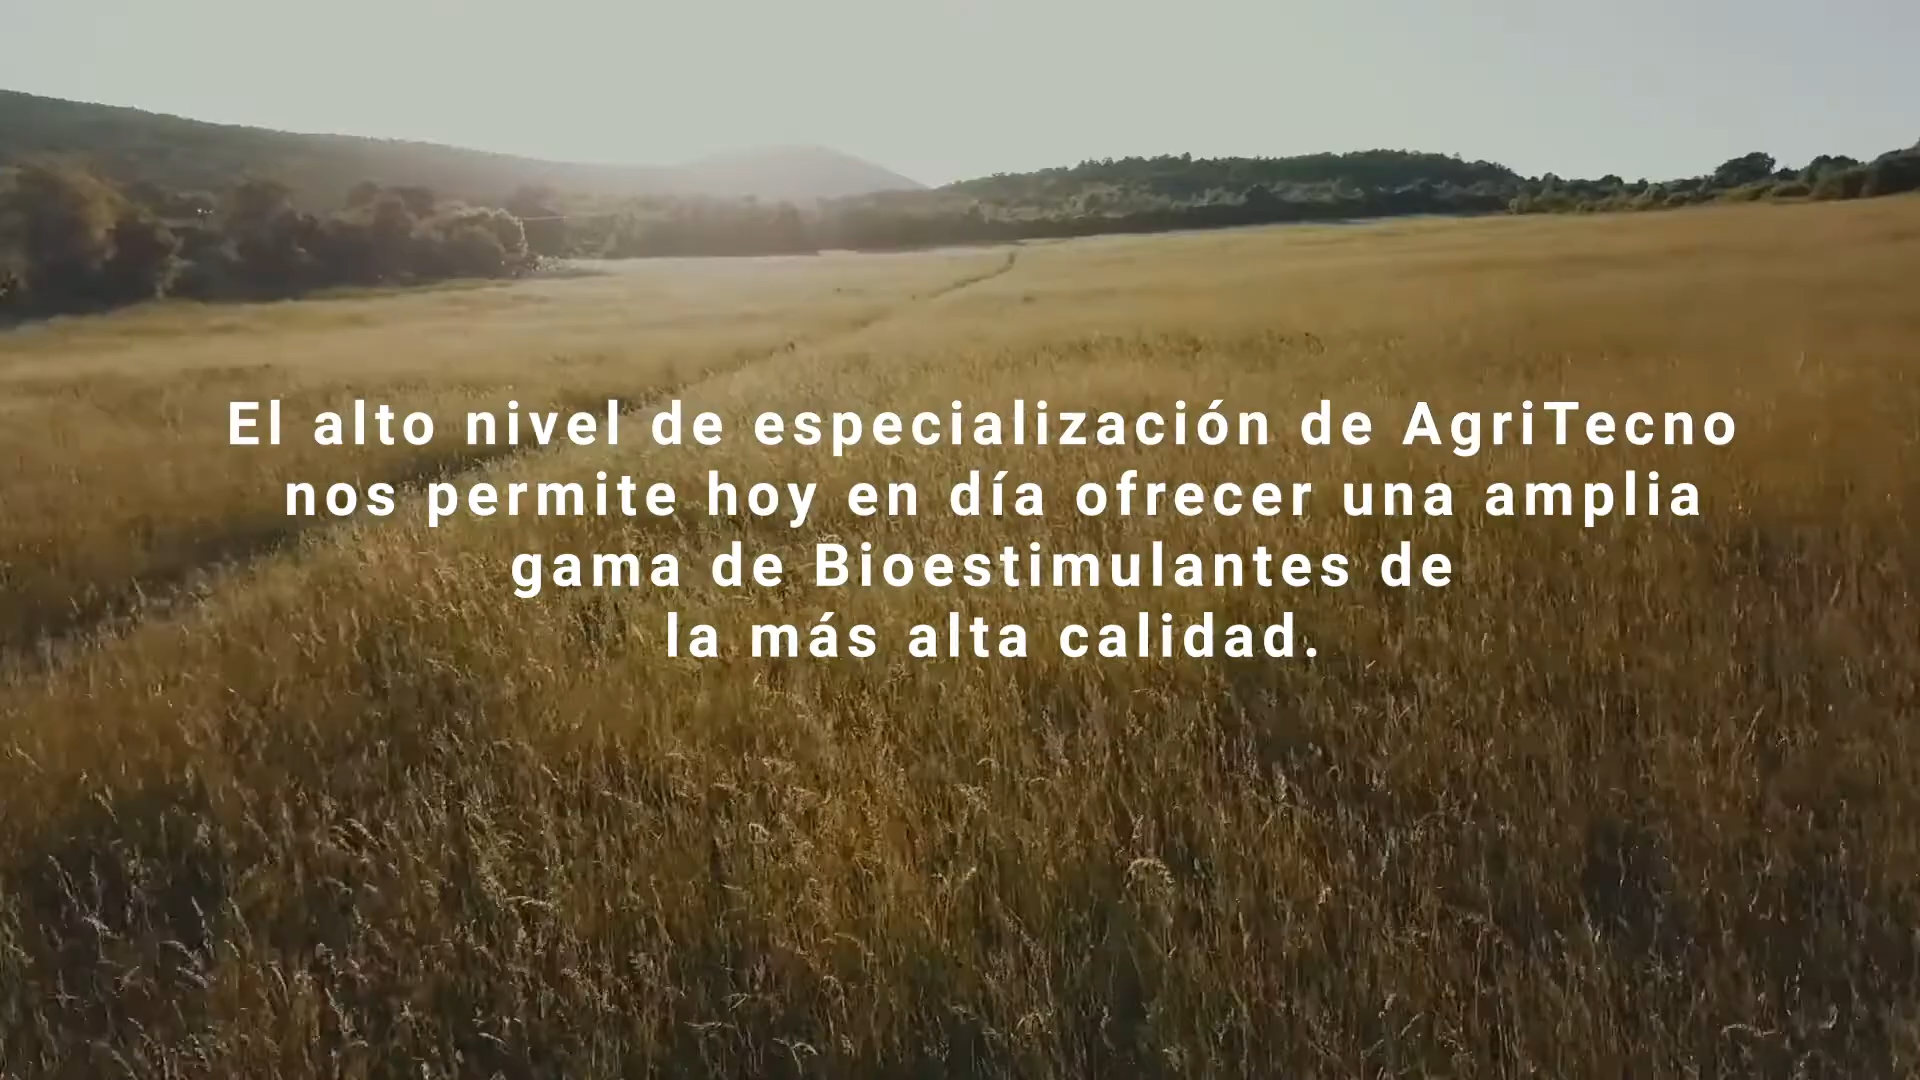 El alto nivel de especialización de AgriTecno
nos permite hoy en día ofrecer una amplia
gama de Bioestimulantes de
la más alta calidad.